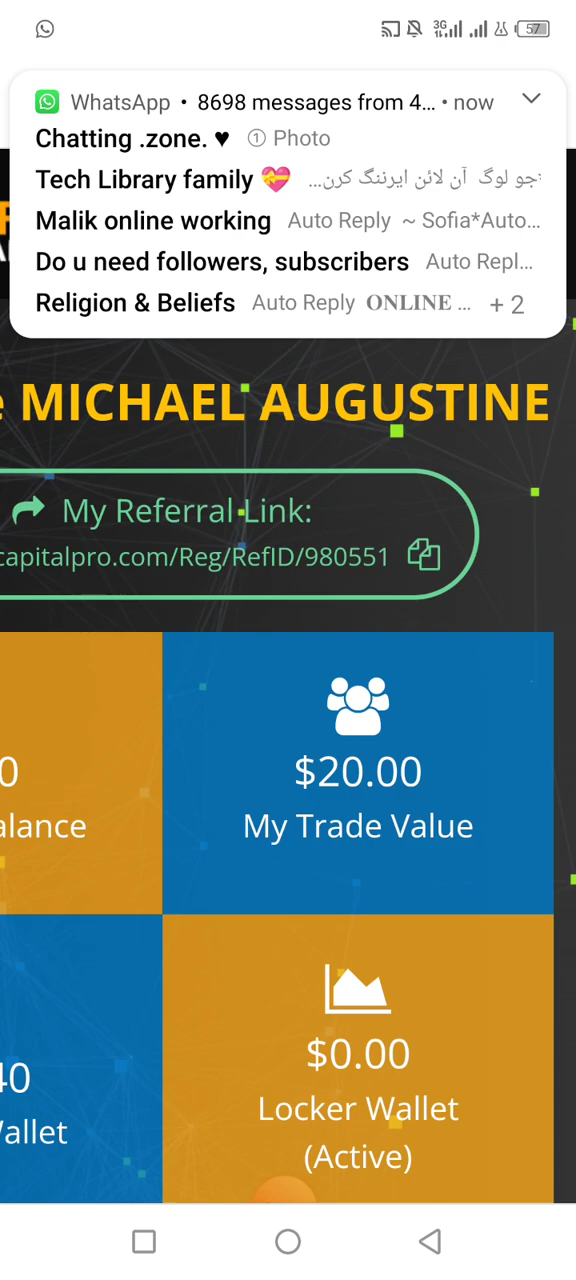 3G 57
WhatsApp • 8698 messages from 4... • now
Chatting .zone. ♥ ① Photo
Tech Library family 💝 جو لوگ آن لائن ایرننگ کرن...
Malik online working Auto Reply ~ Sofia*Auto...
Do u need followers, subscribers Auto Repl...
Religion & Beliefs Auto Reply 𝐎𝐍𝐋𝐈𝐍𝐄 ... + 2
e MICHAEL AUGUSTINE
My Referral Link:
capitalpro.com/Reg/RefID/980551
0
alance
$20.00
My Trade Value
40
Vallet
$0.00
Locker Wallet
(Active)